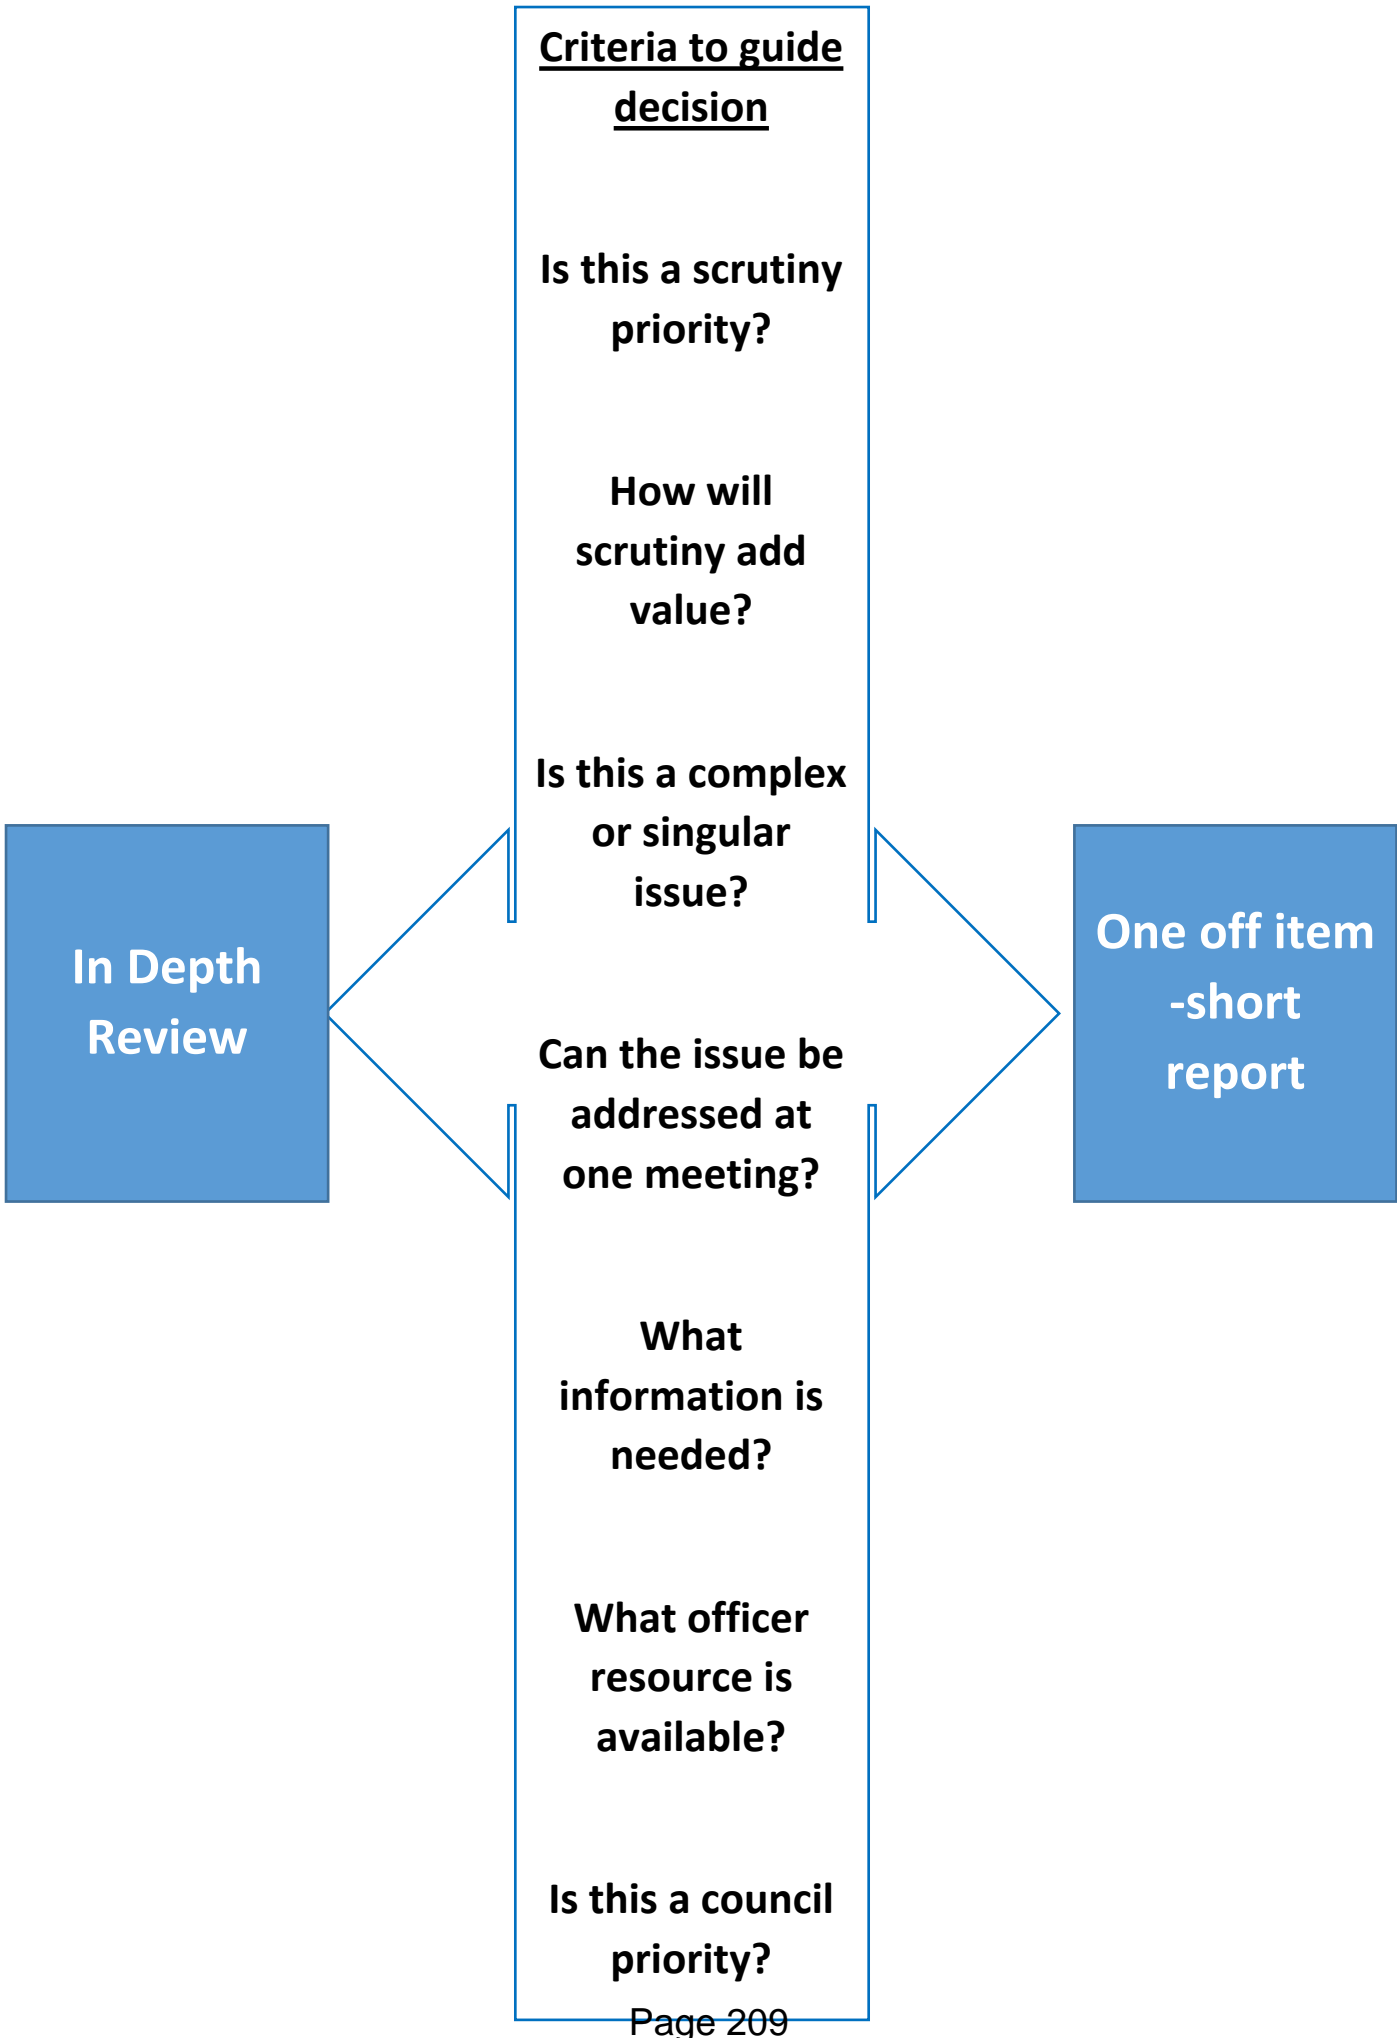 Criteria to guide
decision
Is this a scrutiny
priority?
How will
scrutiny add
value?
Is this a complex
or singular
issue?
Can the issue be
addressed at
one meeting?
What
information is
needed?
What officer
resource is
available?
Is this a council
priority?
In Depth
Review
One off item
-short
report
Page 209